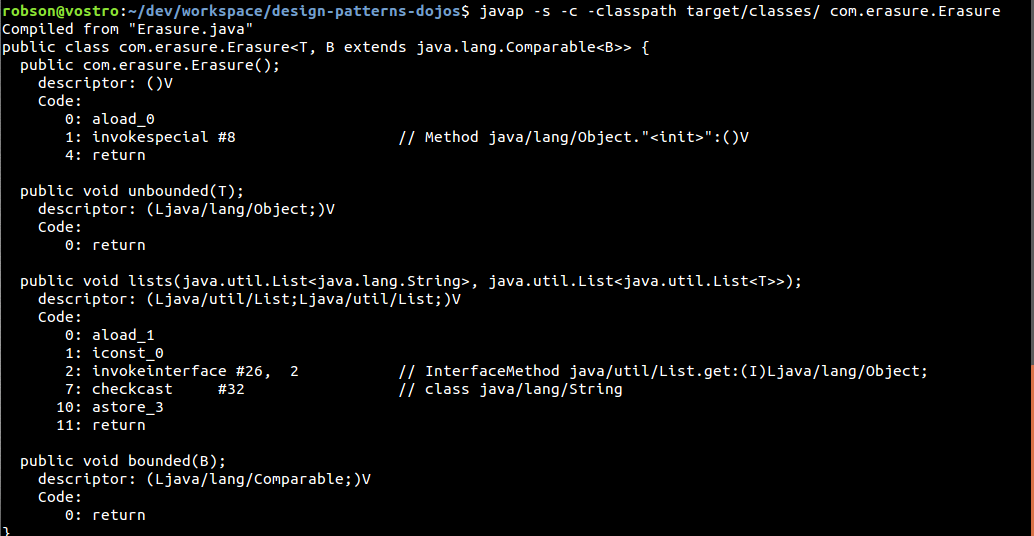 robson@vostro:~/dev/workspace/design-patterns-dojos$ javap -s -c -classpath target/classes/ com.erasure.Erasure
Compiled from "Erasure.java"
public class com.erasure.Erasure<T, B extends java.lang.Comparable<B>> {
  public com.erasure.Erasure();
    descriptor: ()V
    Code:
       0: aload_0
       1: invokespecial #8                  // Method java/lang/Object."<init>":()V
       4: return

  public void unbounded(T);
    descriptor: (Ljava/lang/Object;)V
    Code:
       0: return

  public void lists(java.util.List<java.lang.String>, java.util.List<java.util.List<T>>);
    descriptor: (Ljava/util/List;Ljava/util/List;)V
    Code:
       0: aload_1
       1: iconst_0
       2: invokeinterface #26,  2           // InterfaceMethod java/util/List.get:(I)Ljava/lang/Object;
       7: checkcast     #32                 // class java/lang/String
      10: astore_3
      11: return

  public void bounded(B);
    descriptor: (Ljava/lang/Comparable;)V
    Code:
       0: return
}